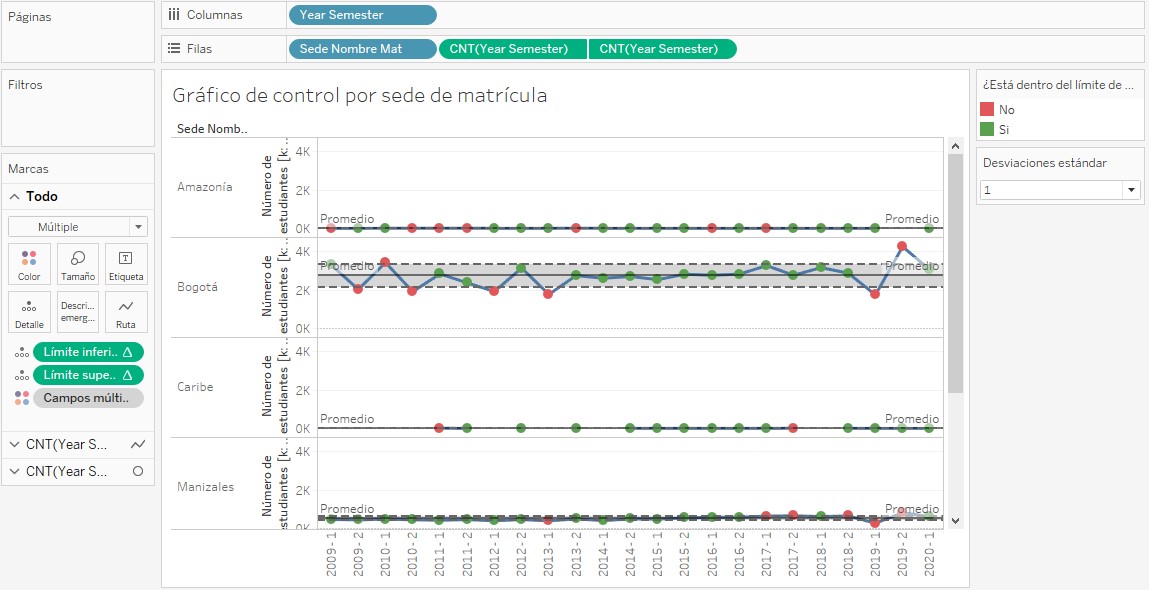 Páginas
Columnas
Year Semester
Filas
Sede Nombre Mat
CNT(Year Semester)
CNT(Year Semester)
Filtros
Marcas
Todo
Múltiple
Color
Tamaño
Etiqueta
Detalle
Descri...
emerg...
Ruta
Límite inferi..
Límite supe..
Campos múlti..
CNT(Year S...
CNT(Year S...
Gráfico de control por sede de matrícula
Sede Nomb..
Amazonía
Número de
estudiantes [k:..
4K
2K
0K
Promedio
Promedio
Bogotá
Número de
estudiantes [k:..
4K
2K
0K
Promedio
Promedio
Caribe
Número de
estudiantes [k:..
4K
2K
0K
Promedio
Promedio
Manizales
Número de
estudiantes [k:..
4K
2K
0K
Promedio
Promedio
2009- 1
2009- 2
2010- 1
2010- 2
2011- 1
2011- 2
2012- 1
2012- 2
2013- 1
2013- 2
2014- 1
2014- 2
2015- 1
2015- 2
2016- 1
2016- 2
2017- 1
2017- 2
2018- 1
2018- 2
2019- 1
2019- 2
2020- 1
¿Está dentro del límite de ...
No
Si
Desviaciones estándar
1